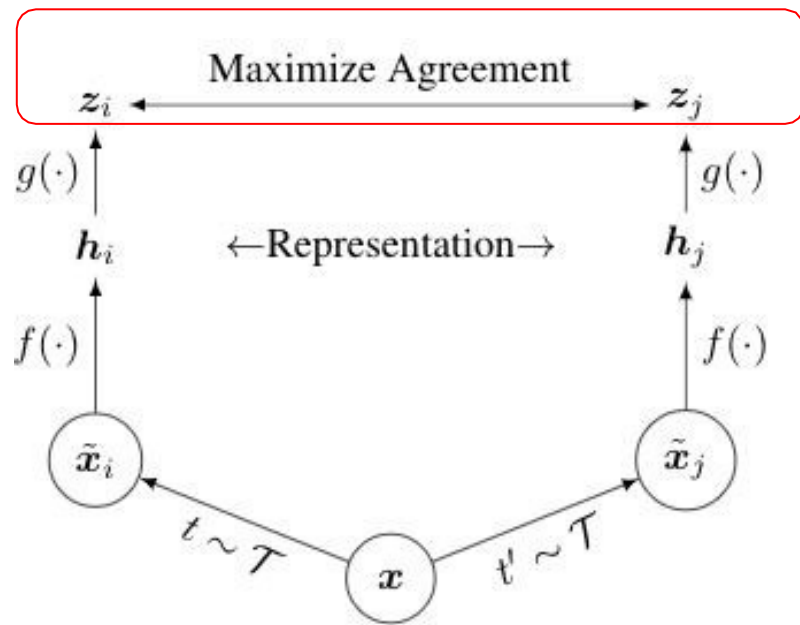 Maximize Agreement
z_i z_j
g(·) g(·)
h_i ←Representation→ h_j
f(·) f(·)
x̃_i x̃_j
t ~ 𝒯 t' ~ 𝒯
x